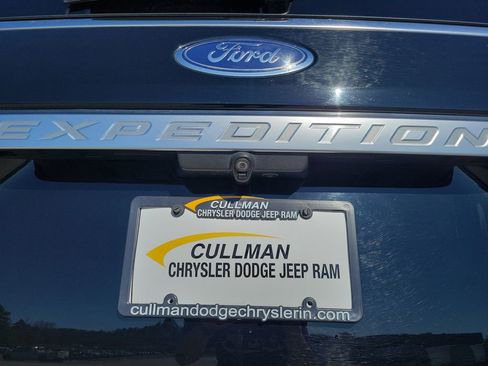 Ford
EXPEDITION
CULLMAN
CHRYSLER DODGE JEEP RAM
CULLMAN
CHRYSLER DODGE JEEP RAM
cullmandodgechryslerin.com